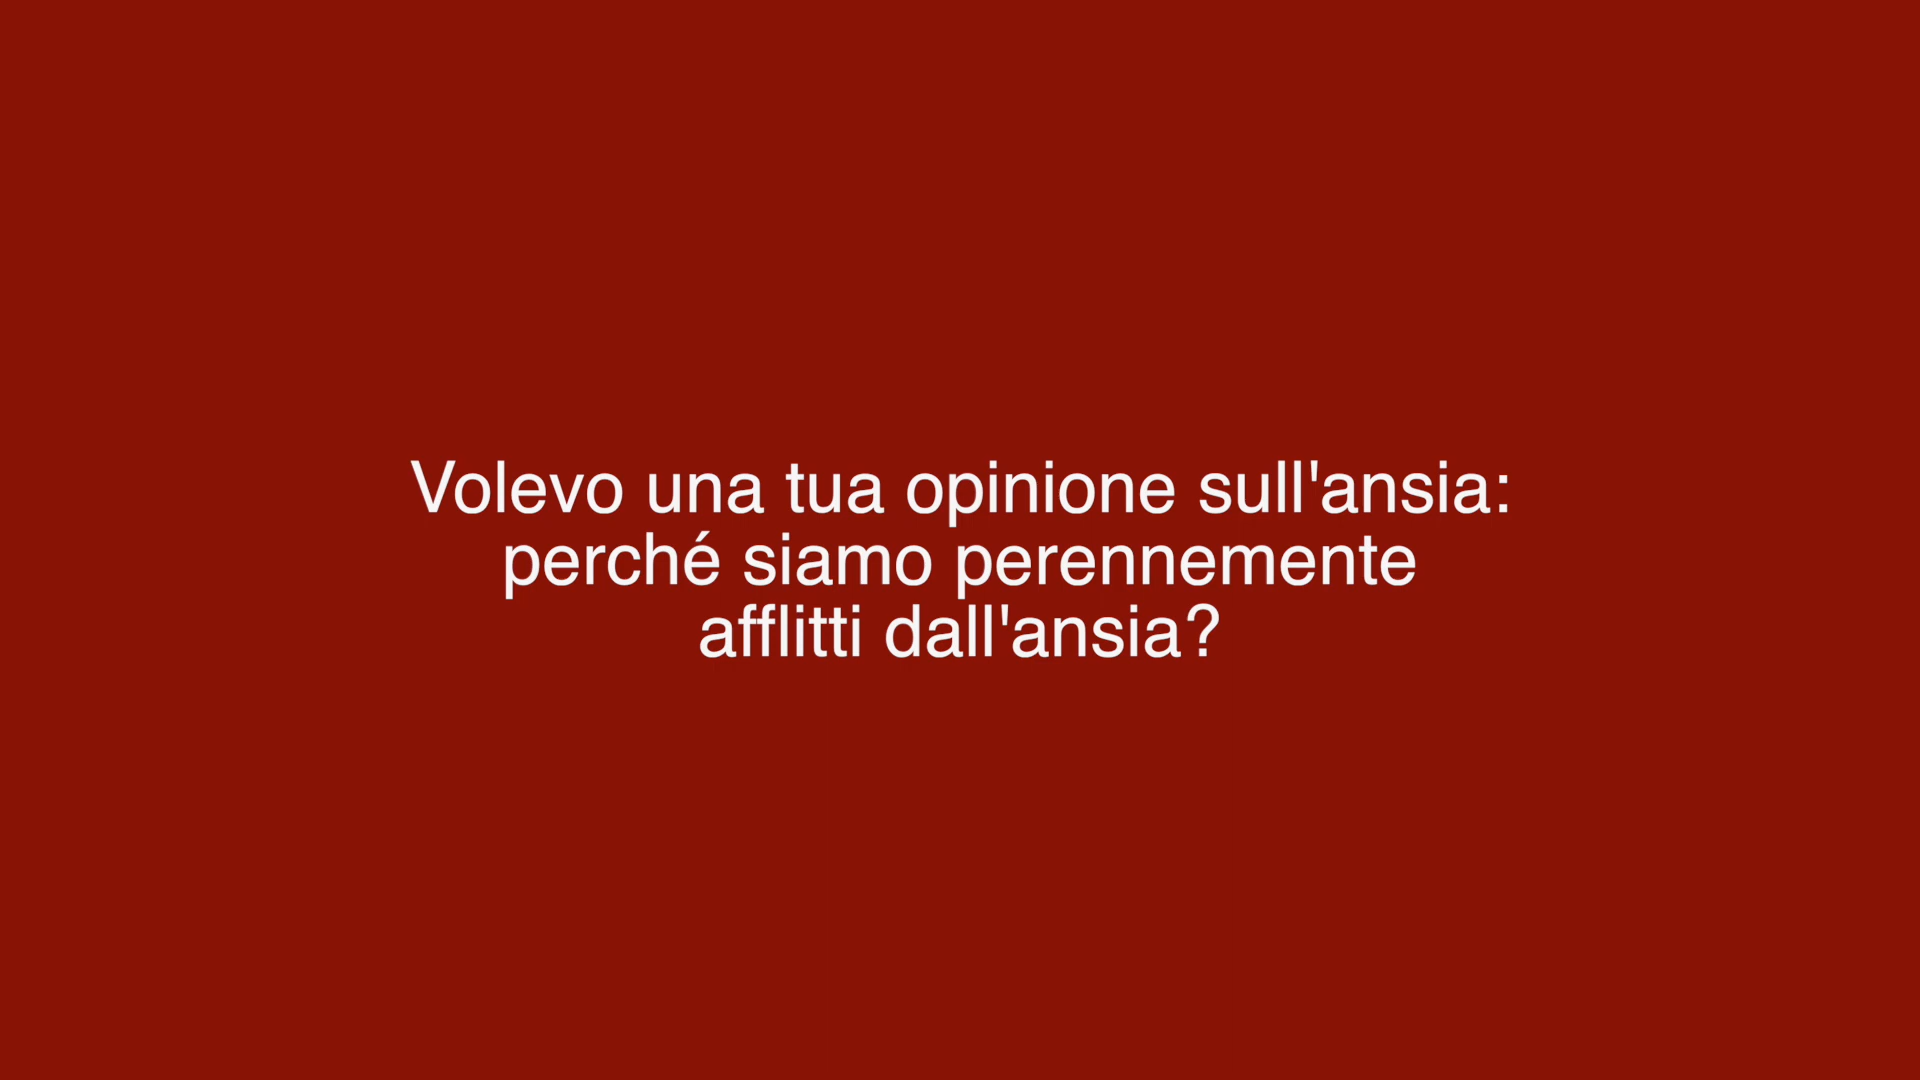 Volevo una tua opinione sull'ansia:
perché siamo perennemente
afflitti dall'ansia?